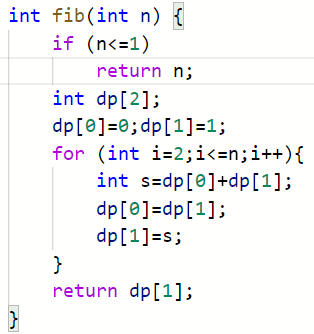 int fib(int n) {
    if (n<=1)
        return n;
    int dp[2];
    dp[0]=0;dp[1]=1;
    for (int i=2;i<=n;i++){
        int s=dp[0]+dp[1];
        dp[0]=dp[1];
        dp[1]=s;
    }
    return dp[1];
}